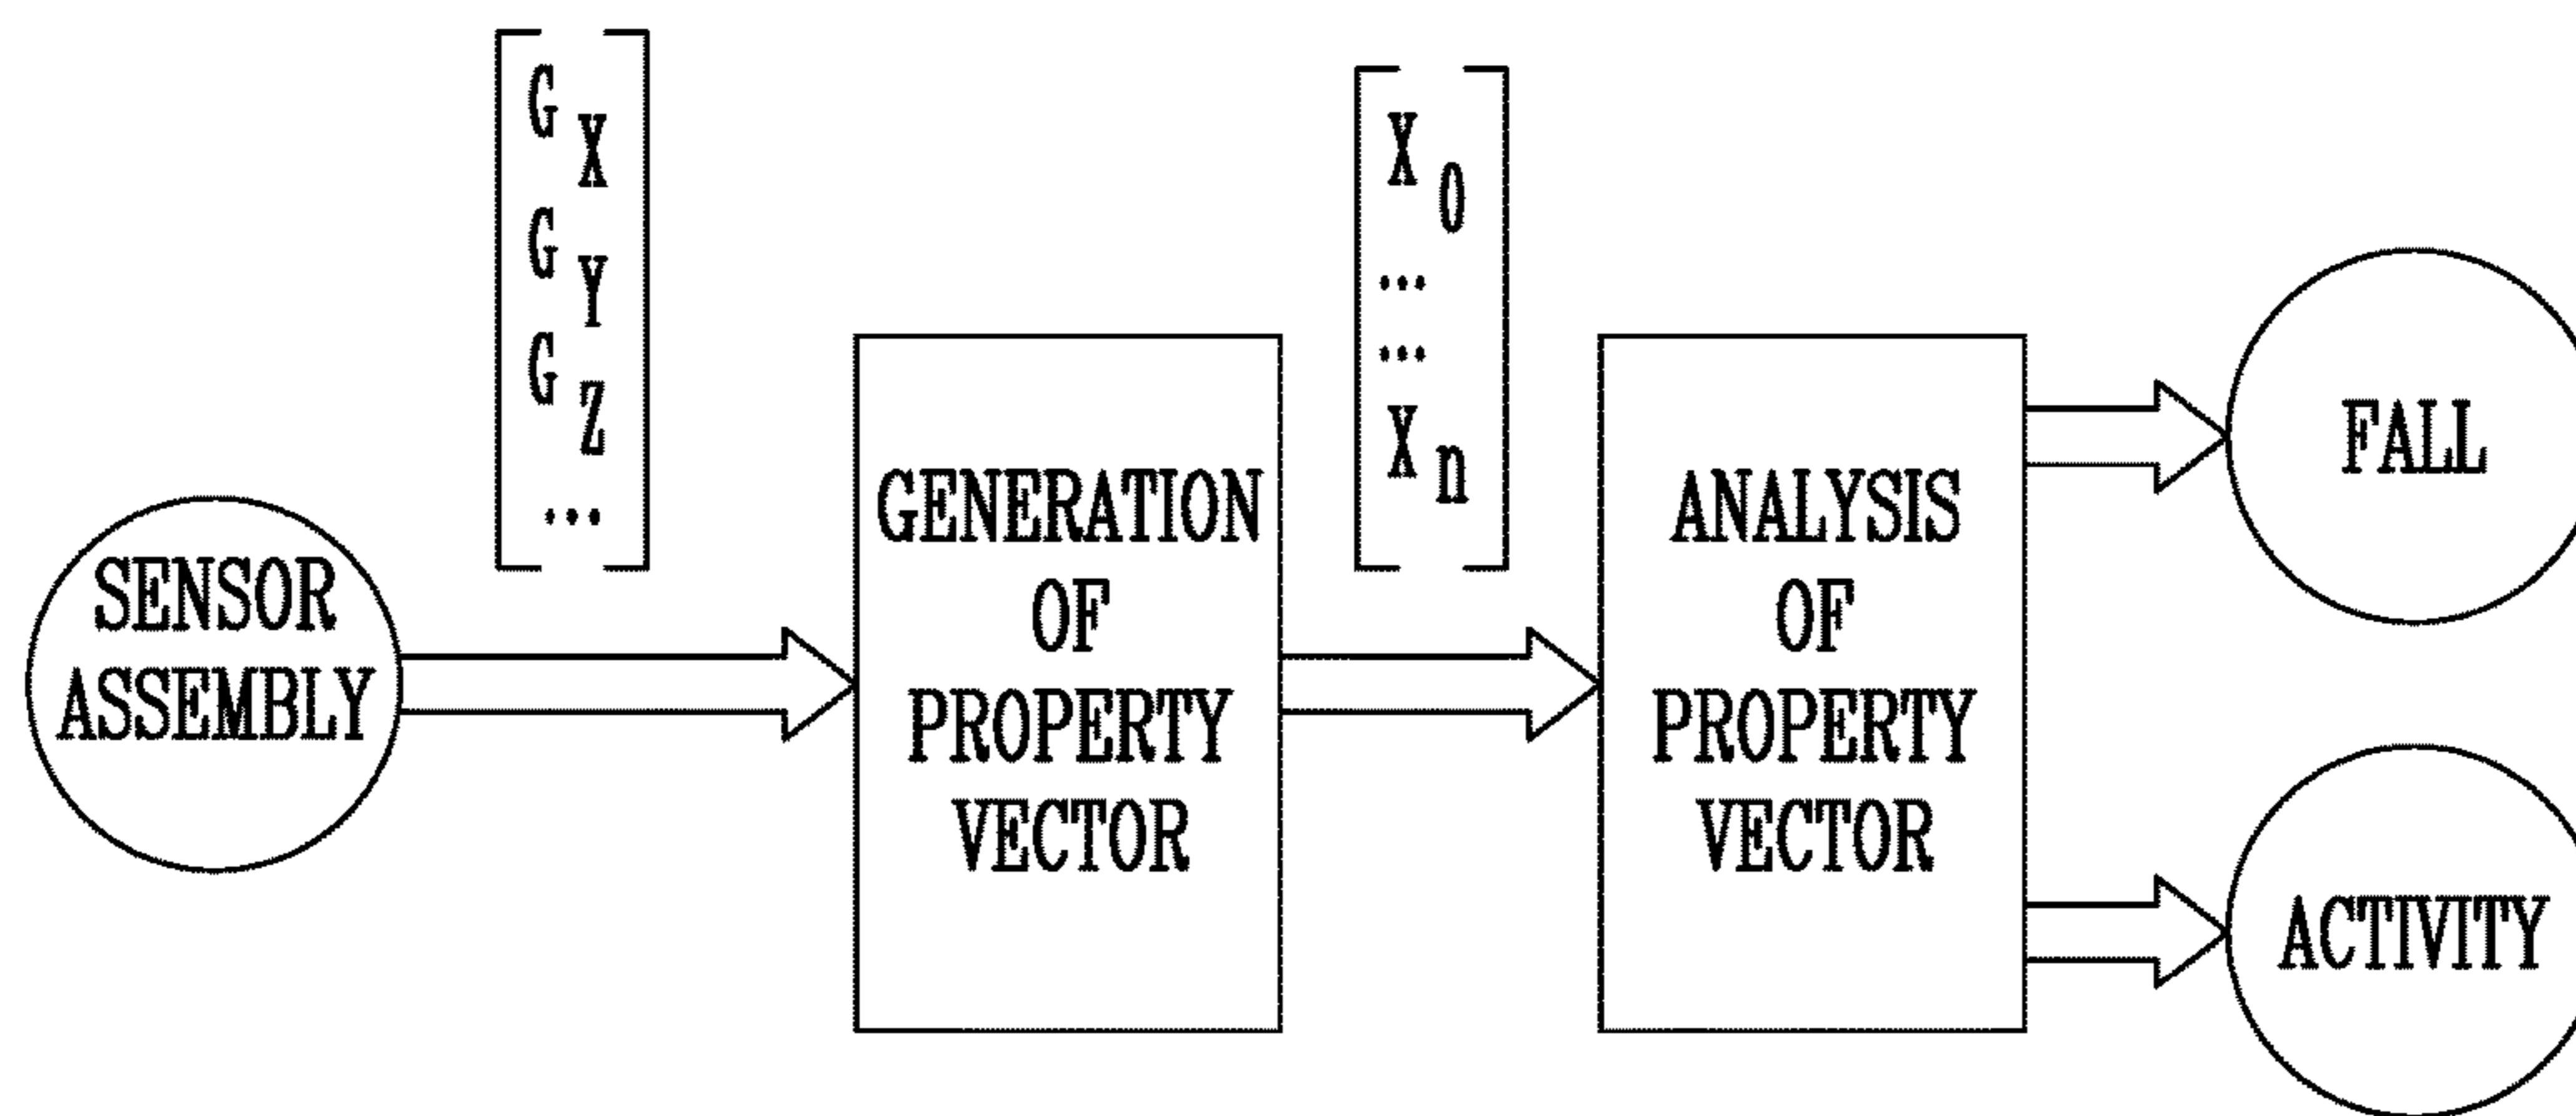 G X
G Y
G Z
...
X 0
...
...
X n
SENSOR
ASSEMBLY
GENERATION
OF
PROPERTY
VECTOR
ANALYSIS
OF
PROPERTY
VECTOR
FALL
ACTIVITY